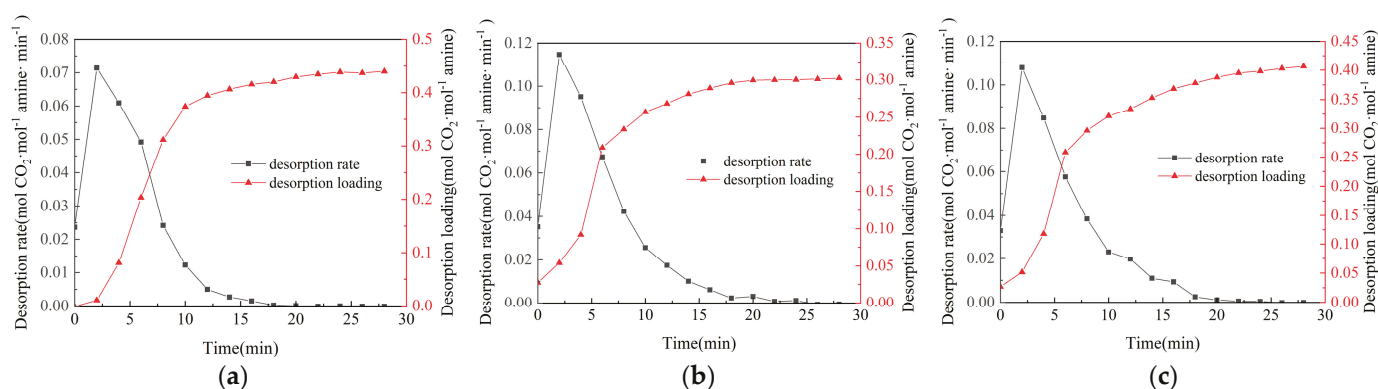 0.08
0.07
0.06
0.05
0.04
0.03
0.02
0.01
0.00
Desorption rate(mol CO₂·mol⁻¹ amine· min⁻¹)
0.5
0.4
0.3
0.2
0.1
0.0
Desorption loading(mol CO₂·mol⁻¹ amine)
desorption rate
desorption loading
0 5 10 15 20 25 30
Time(min)
(a)
0.12
0.10
0.08
0.06
0.04
0.02
0.00
Desorption rate(mol CO₂·mol⁻¹ amine· min⁻¹)
0.35
0.30
0.25
0.20
0.15
0.10
0.05
0.00
Desorption loading(mol CO₂·mol⁻¹ amine)
desorption rate
desorption loading
0 5 10 15 20 25 30
Time(min)
(b)
0.12
0.10
0.08
0.06
0.04
0.02
0.00
Desorption rate(mol CO₂·mol⁻¹ amine· min⁻¹)
0.45
0.40
0.35
0.30
0.25
0.20
0.15
0.10
0.05
0.00
Desorption loading(mol CO₂·mol⁻¹ amine)
desorption rate
desorption loading
0 5 10 15 20 25 30
Time(min)
(c)